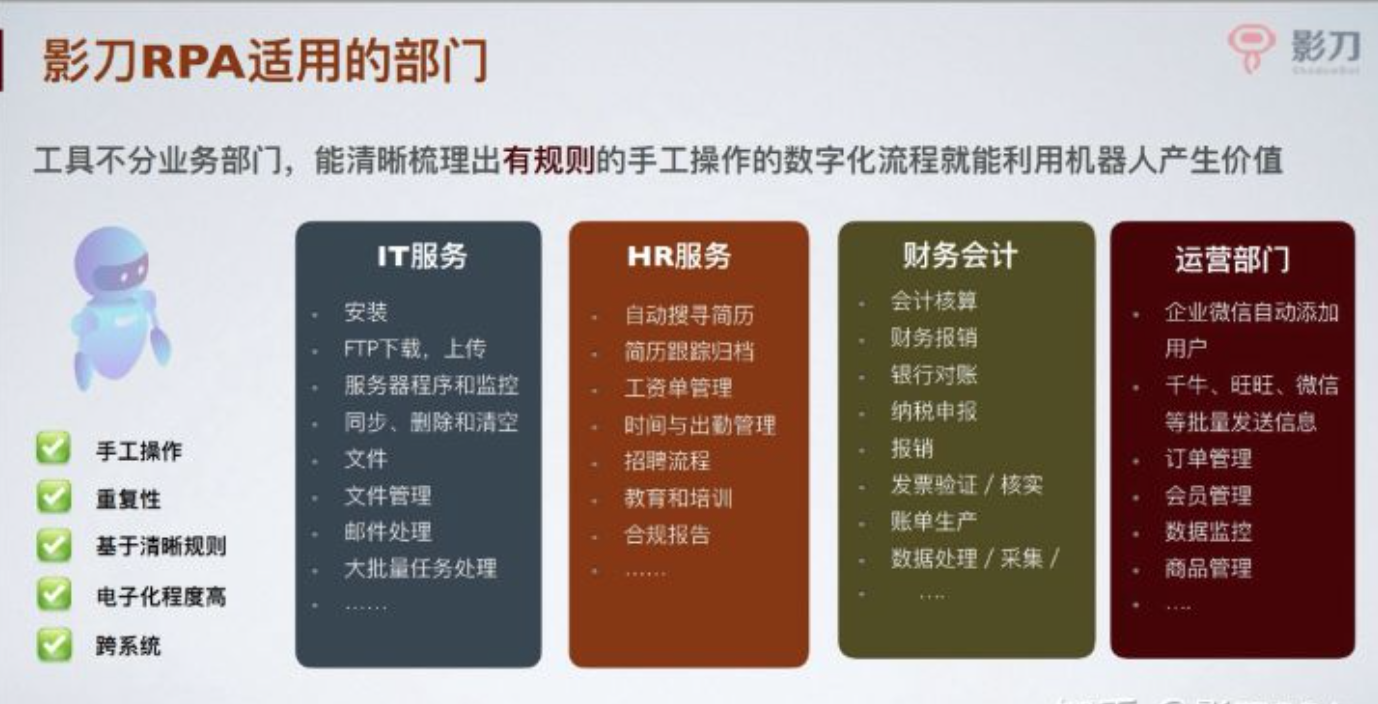 影刀RPA适用的部门
影刀
工具不分业务部门，能清晰梳理出有规则的手工操作的数字化流程就能利用机器人产生价值
手工操作
重复性
基于清晰规则
电子化程度高
跨系统
IT服务
安装
FTP下载，上传
服务器程序和监控
同步、删除和清空
文件
文件管理
邮件处理
大批量任务处理
......
HR服务
自动搜寻简历
简历跟踪归档
工资单管理
时间与出勤管理
招聘流程
教育和培训
合规报告
......
财务会计
会计核算
财务报销
银行对账
纳税申报
报销
发票验证 / 核实
账单生产
数据处理 / 采集 /
....
运营部门
企业微信自动添加
用户
千牛、旺旺、微信
等批量发送信息
订单管理
会员管理
数据监控
商品管理
....